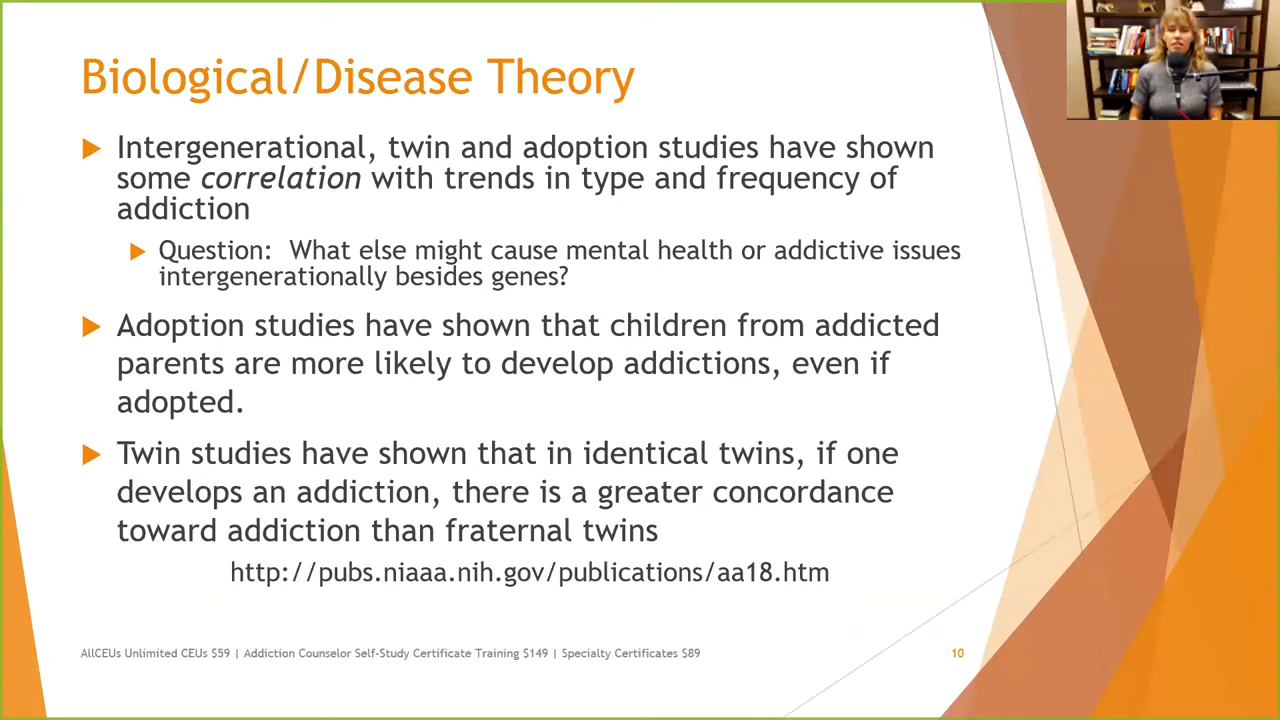 Biological/Disease Theory
Intergenerational, twin and adoption studies have shown
some correlation with trends in type and frequency of
addiction
Question:  What else might cause mental health or addictive issues
intergenerationally besides genes?
Adoption studies have shown that children from addicted
parents are more likely to develop addictions, even if
adopted.
Twin studies have shown that in identical twins, if one
develops an addiction, there is a greater concordance
toward addiction than fraternal twins
http://pubs.niaaa.nih.gov/publications/aa18.htm
AllCEUs Unlimited CEUs $59 | Addiction Counselor Self-Study Certificate Training $149 | Specialty Certificates $89
10